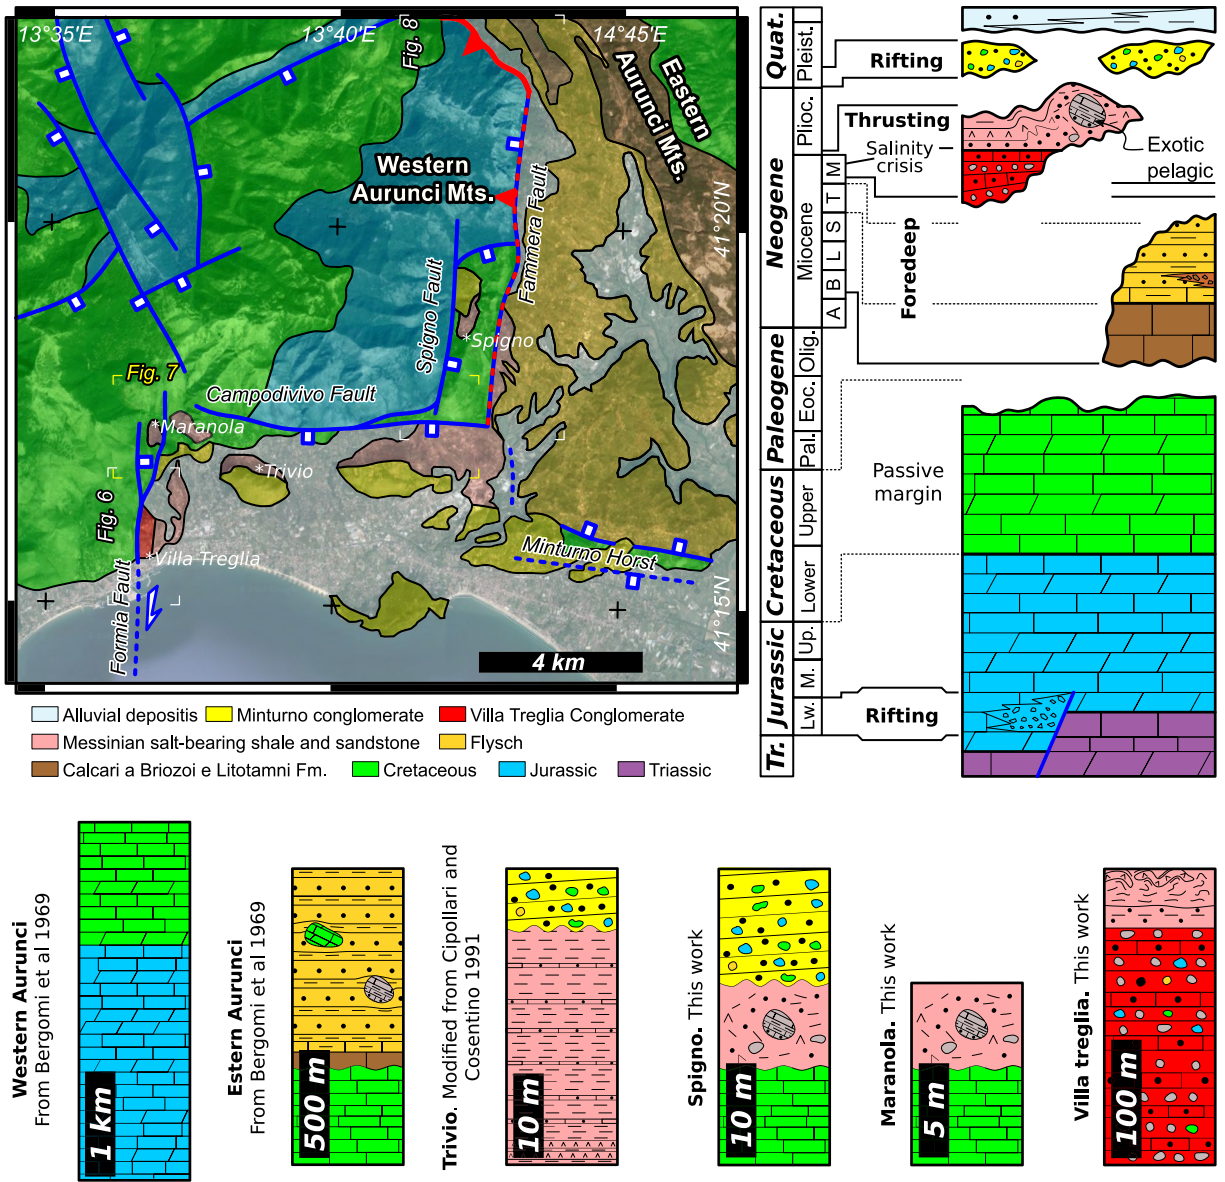 13°35'E
13°40'E
14°45'E
Fig. 8
Eastern
Aurunci Mts.
Western
Aurunci Mts.
41°20'N
Fammera Fault
Spigno Fault
*Spigno
Fig. 7
Campodivivo Fault
*Maranola
*Trivio
Fig. 6
*Villa Treglia
Minturno Horst
Formia Fault
41°15'N
4 km
Alluvial depositis
Minturno conglomerate
Villa Treglia Conglomerate
Messinian salt-bearing shale and sandstone
Flysch
Calcari a Briozoi e Litotamni Fm.
Cretaceous
Jurassic
Triassic
Quat.
Pleist.
Rifting
Neogene
Plioc.
Thrusting
Salinity
crisis
Exotic
pelagic
Miocene
M
T
S
L
B
A
Foredeep
Paleogene
Olig.
Eoc.
Pal.
Passive
margin
Cretaceous
Upper
Lower
Jurassic
Up.
M.
Lw.
Rifting
Tr.
Western Aurunci
From Bergomi et al 1969
1 km
Estern Aurunci
From Bergomi et al 1969
500 m
Trivio. Modified from Cipollari and
Cosentino 1991
10 m
Spigno. This work
10 m
Maranola. This work
5 m
Villa treglia. This work
100 m